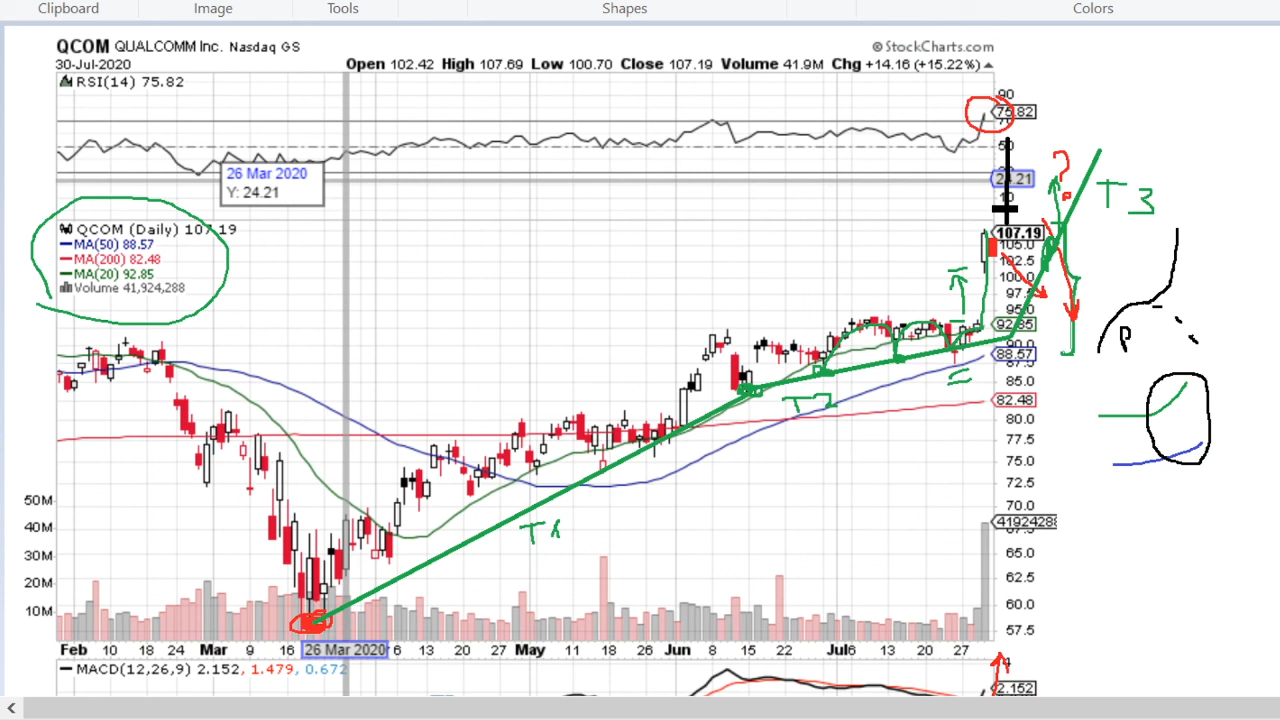 Clipboard Image Tools Shapes Colors
QCOM QUALCOMM Inc. Nasdaq GS © StockCharts.com
30-Jul-2020 Open 102.42 High 107.69 Low 100.70 Close 107.19 Volume 41.9M Chg +14.16 (+15.22%)
RSI(14) 75.82
90
75.82
50
26 Mar 2020
Y: 24.21
24.21
10
?
T3
QCOM (Daily) 107.19
MA(50) 88.57
MA(200) 82.48
MA(20) 92.85
Volume 41,924,288
107.19
105.0
102.5
100.0
97.5
95.0
92.85
90.0
88.57
87.5
85.0
82.48
80.0
77.5
75.0
72.5
70.0
41924288
67.5
65.0
62.5
60.0
57.5
P
T2
T1
50M
40M
30M
20M
10M
Feb 10 18 24 Mar 9 16 26 Mar 2020 6 13 20 27 May 11 18 26 Jun 8 15 22 Jul 6 13 20 27
MACD(12,26,9) 2.152, 1.479, 0.672
4
2.152